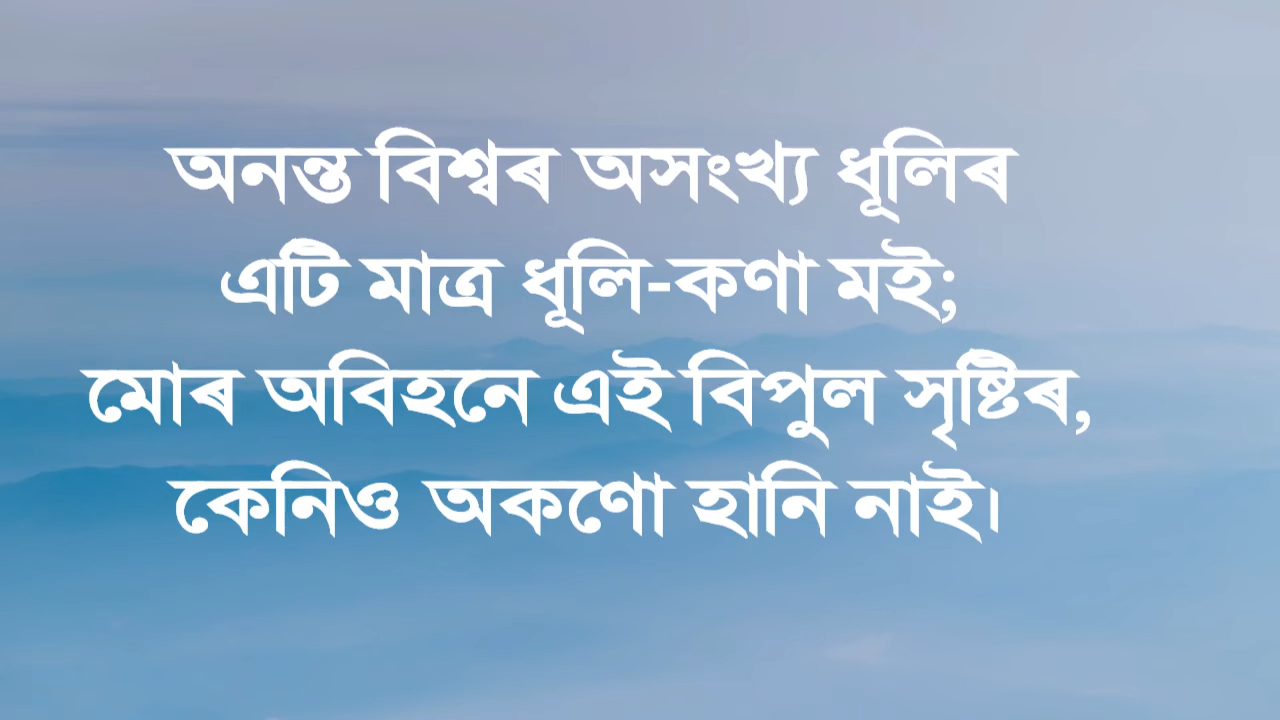 অনন্ত বিশ্বৰ অসংখ্য ধূলিৰ
এটি মাত্ৰ ধূলি-কণা মই;
মোৰ অবিহনে এই বিপুল সৃষ্টিৰ,
কেনিও অকণো হানি নাই।